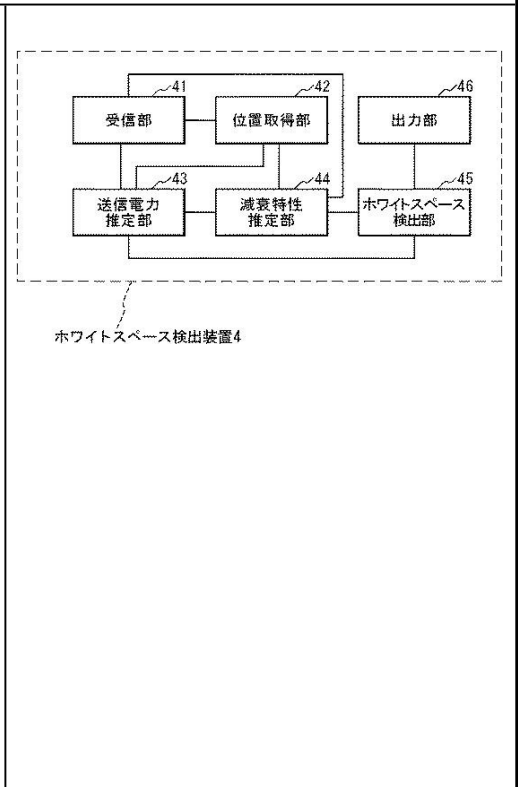 41
42
46
受信部
位置取得部
出力部
43
44
45
送信電力
推定部
減衰特性
推定部
ホワイトスペース
検出部
ホワイトスペース検出装置4